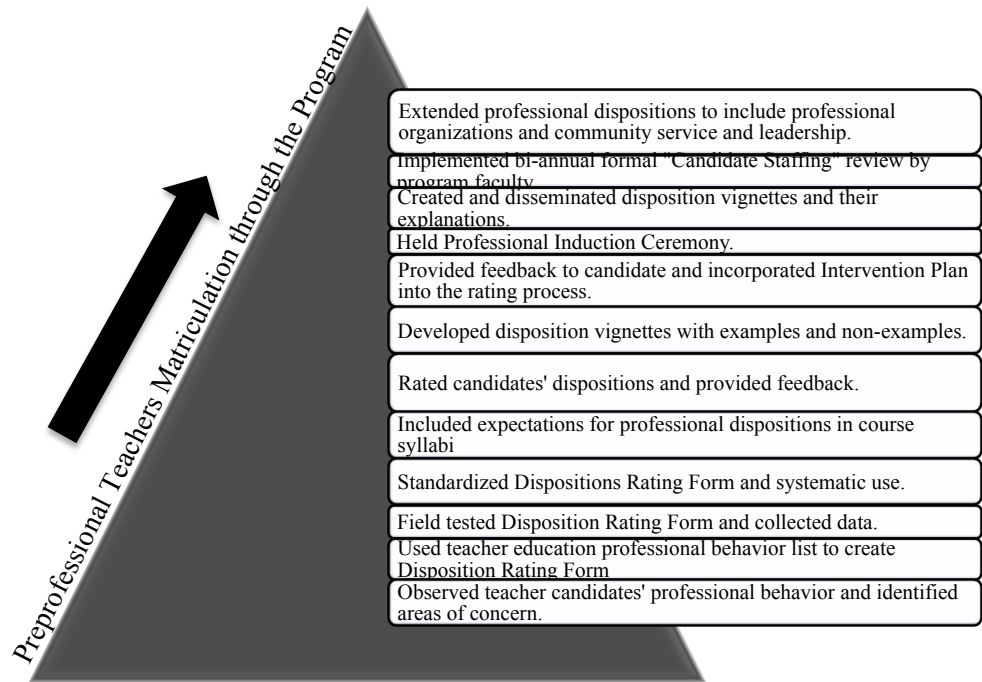 Preprofessional Teachers Matriculation through the Program
Extended professional dispositions to include professional
organizations and community service and leadership.
Implemented bi-annual formal "Candidate Staffing" review by
program faculty
Created and disseminated disposition vignettes and their
explanations.
Held Professional Induction Ceremony.
Provided feedback to candidate and incorporated Intervention Plan
into the rating process.
Developed disposition vignettes with examples and non-examples.
Rated candidates' dispositions and provided feedback.
Included expectations for professional dispositions in course
syllabi
Standardized Dispositions Rating Form and systematic use.
Field tested Disposition Rating Form and collected data.
Used teacher education professional behavior list to create
Disposition Rating Form
Observed teacher candidates' professional behavior and identified
areas of concern.